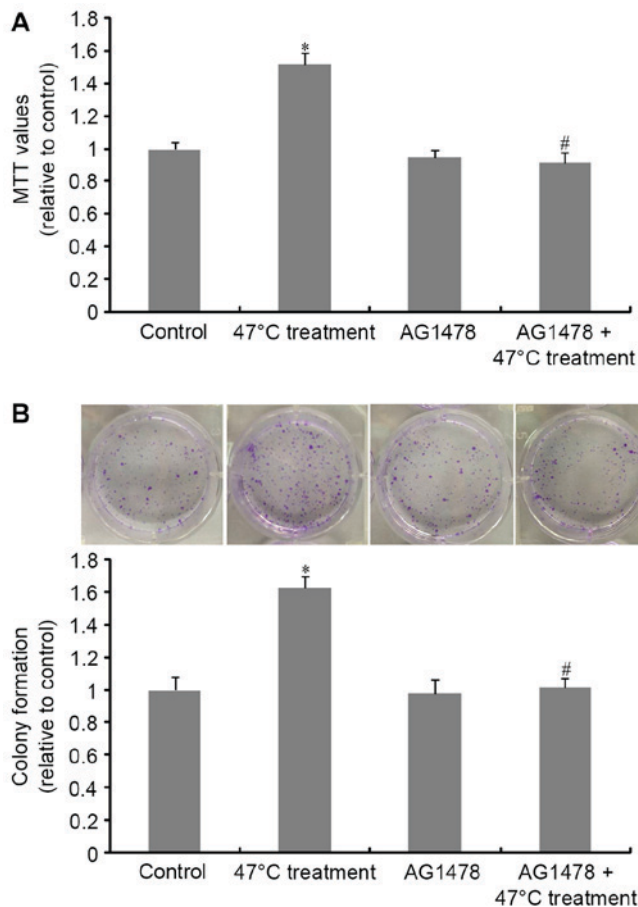 A
MTT values
(relative to control)
1.8
1.6
1.4
1.2
1
0.8
0.6
0.4
0.2
0
*
#
Control
47°C treatment
AG1478
AG1478 +
47°C treatment
B
Colony formation
(relative to control)
1.8
1.6
1.4
1.2
1
0.8
0.6
0.4
0.2
0
*
#
Control
47°C treatment
AG1478
AG1478 +
47°C treatment